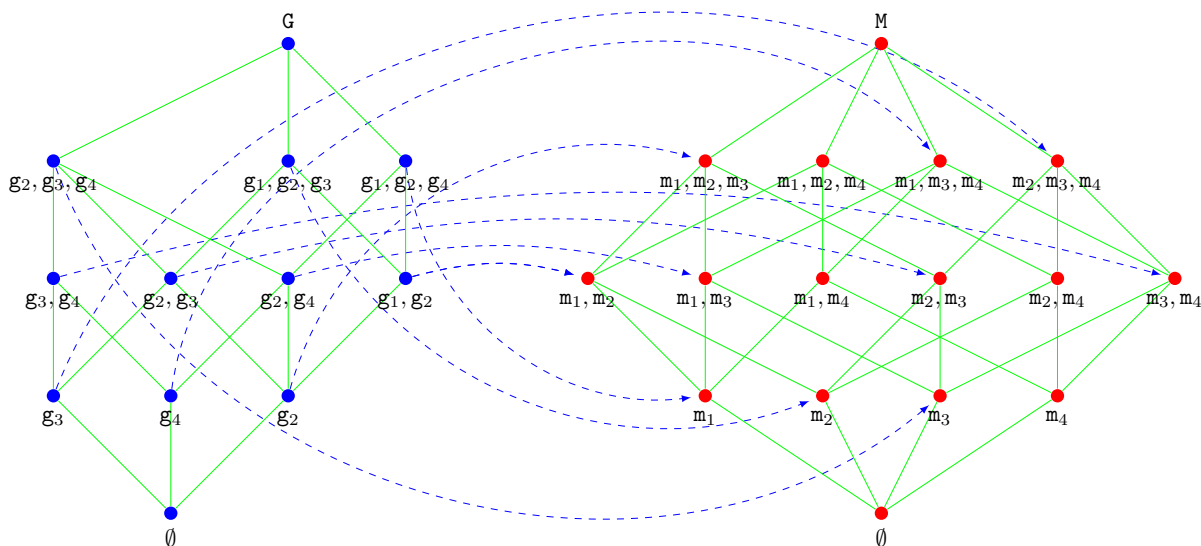 G M
g₂,g₃,g₄ g₁,g₂,g₃ g₁,g₂,g₄ m₁,m₂,m₃ m₁,m₂,m₄ m₁,m₃,m₄ m₂,m₃,m₄
g₃,g₄ g₂,g₃ g₂,g₄ g₁,g₂ m₁,m₂ m₁,m₃ m₁,m₄ m₂,m₃ m₂,m₄ m₃,m₄
g₃ g₄ g₂ m₁ m₂ m₃ m₄
∅ ∅